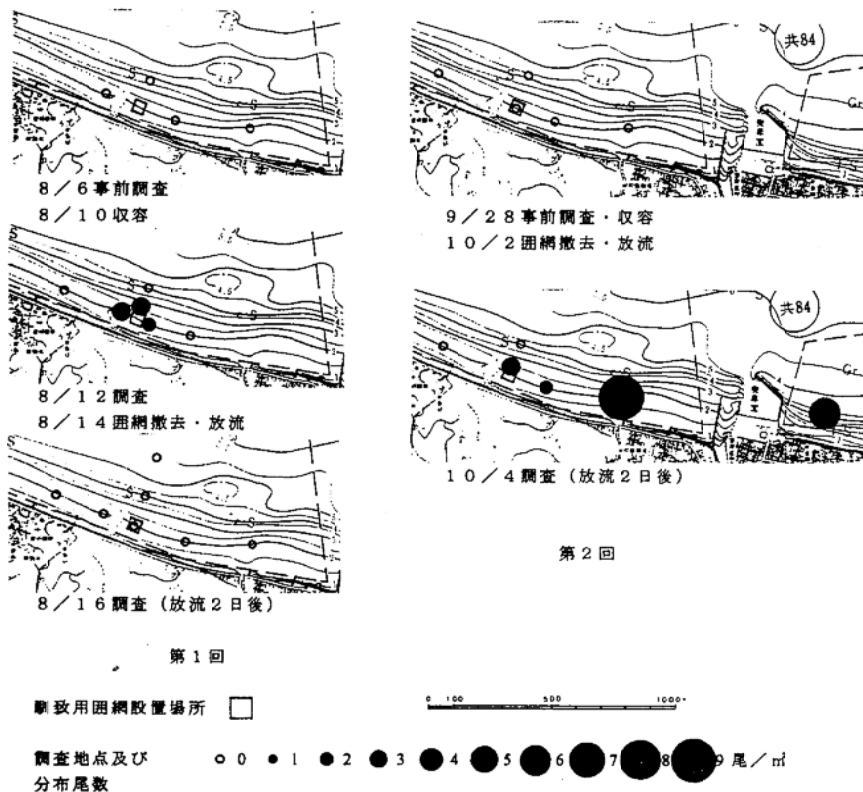 8/6事前調査
8/10収容
8/12調査
8/14囲網撤去・放流
8/16調査(放流2日後)
第1回
共84
9/28事前調査・収容
10/2囲網撤去・放流
共84
10/4調査(放流2日後)
第2回
馴致用囲網設置場所
0 100 500 1000
調査地点及び 0 1 2 3 4 5 6 7 8 9尾/㎡
分布尾数